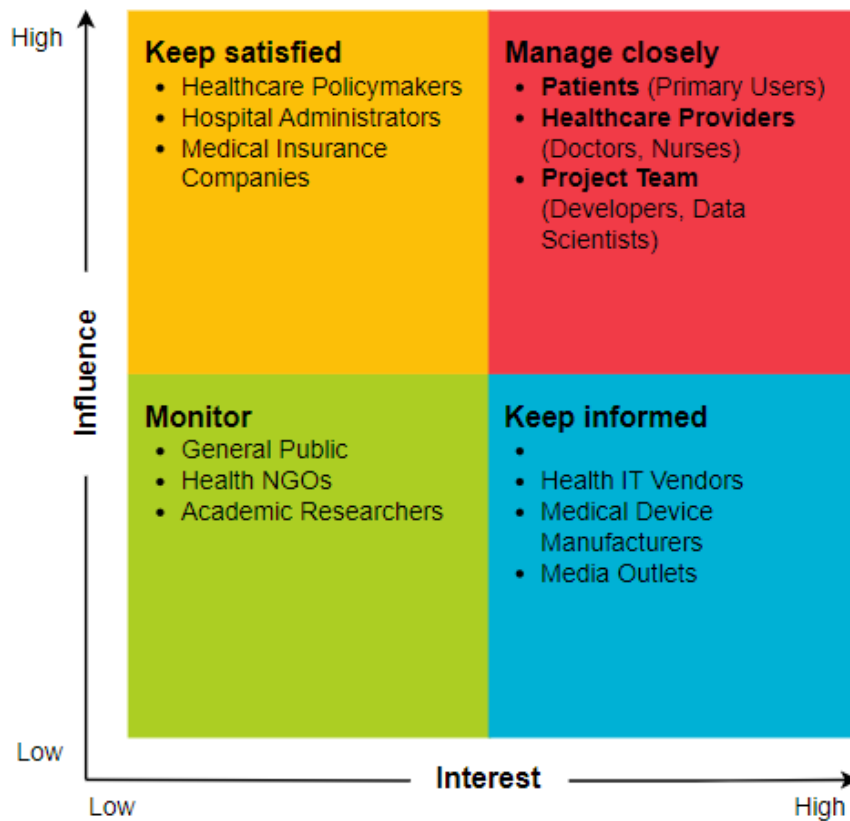 High
Keep satisfied
• Healthcare Policymakers
• Hospital Administrators
• Medical Insurance
Companies
Manage closely
• Patients (Primary Users)
• Healthcare Providers
(Doctors, Nurses)
• Project Team
(Developers, Data
Scientists)
Influence
Monitor
• General Public
• Health NGOs
• Academic Researchers
Keep informed
•
• Health IT Vendors
• Medical Device
Manufacturers
• Media Outlets
Low
Interest
Low
High